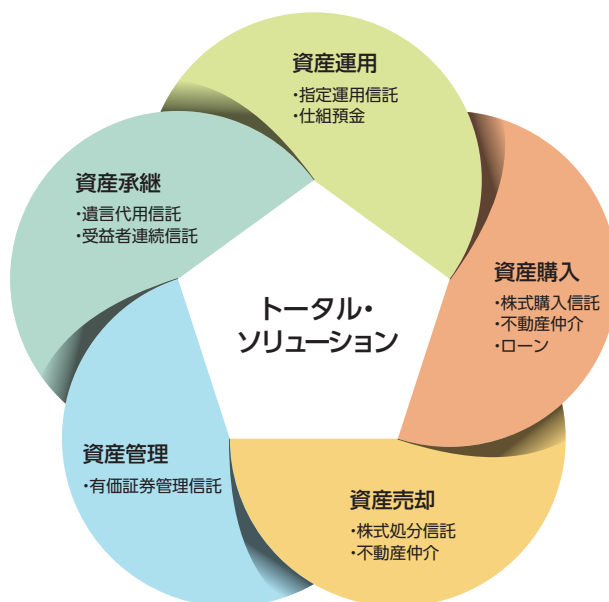 資産運用
・指定運用信託
・仕組預金
資産購入
・株式購入信託
・不動産仲介
・ローン
資産売却
・株式処分信託
・不動産仲介
資産管理
・有価証券管理信託
資産承継
・遺言代用信託
・受益者連続信託
トータル・
ソリューション